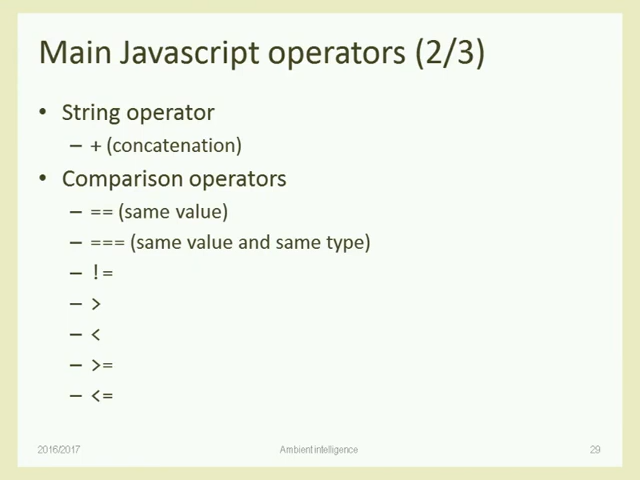 Main Javascript operators (2/3)
• String operator
– + (concatenation)
• Comparison operators
– == (same value)
– === (same value and same type)
– !=
– >
– <
– >=
– <=
2016/2017 Ambient intelligence 29